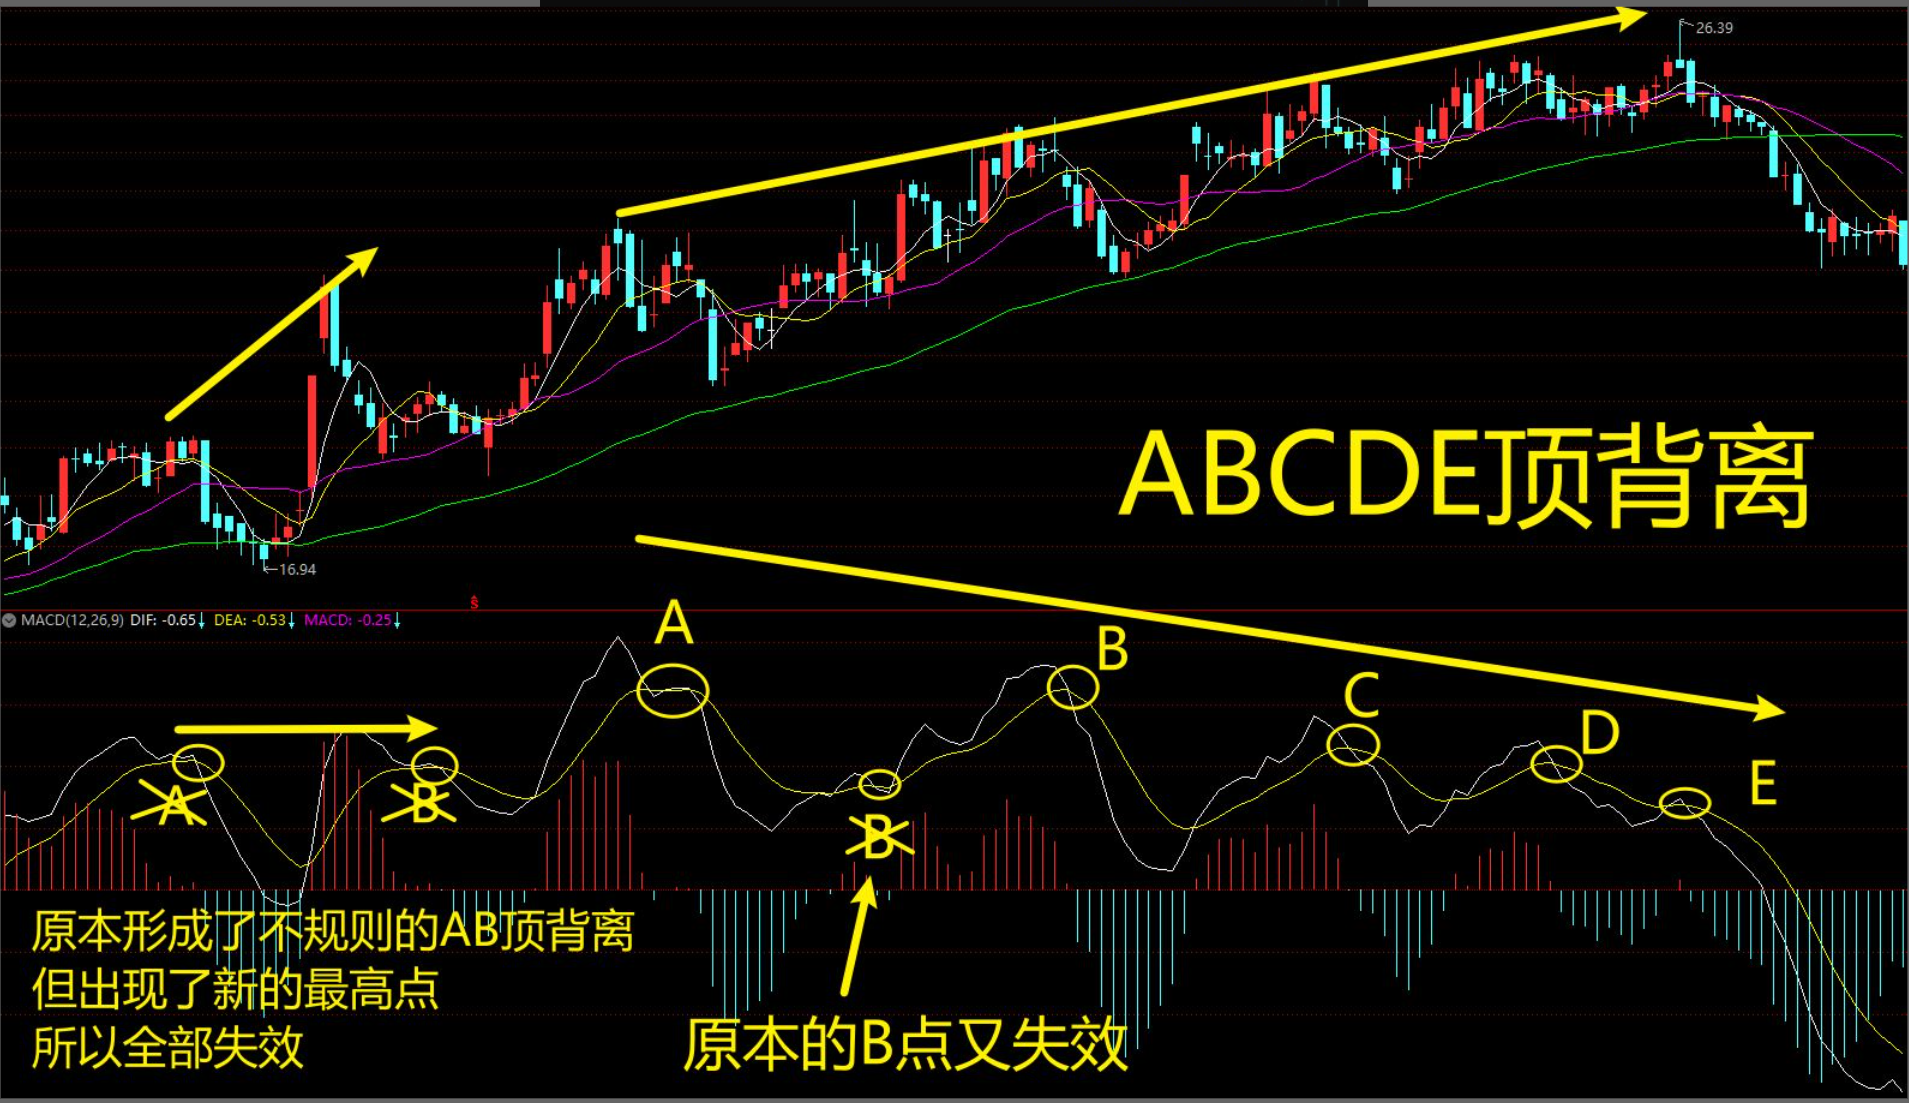 26.39
ABCDE顶背离
16.94
S
MACD(12,26,9) DIF: -0.65↓ DEA: -0.53↓ MACD: -0.25↓
A
B
C
D
E
A
B
B
原本形成了不规则的AB顶背离
但出现了新的最高点
所以全部失效
原本的B点又失效